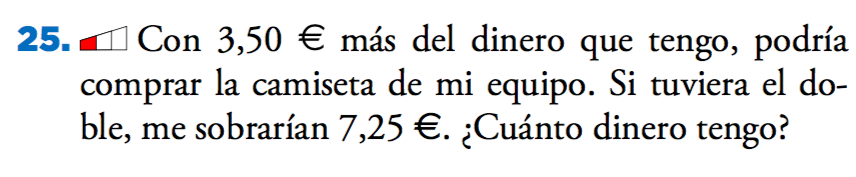 25. Con 3,50 € más del dinero que tengo, podría
comprar la camiseta de mi equipo. Si tuviera el do-
ble, me sobrarían 7,25 €. ¿Cuánto dinero tengo?